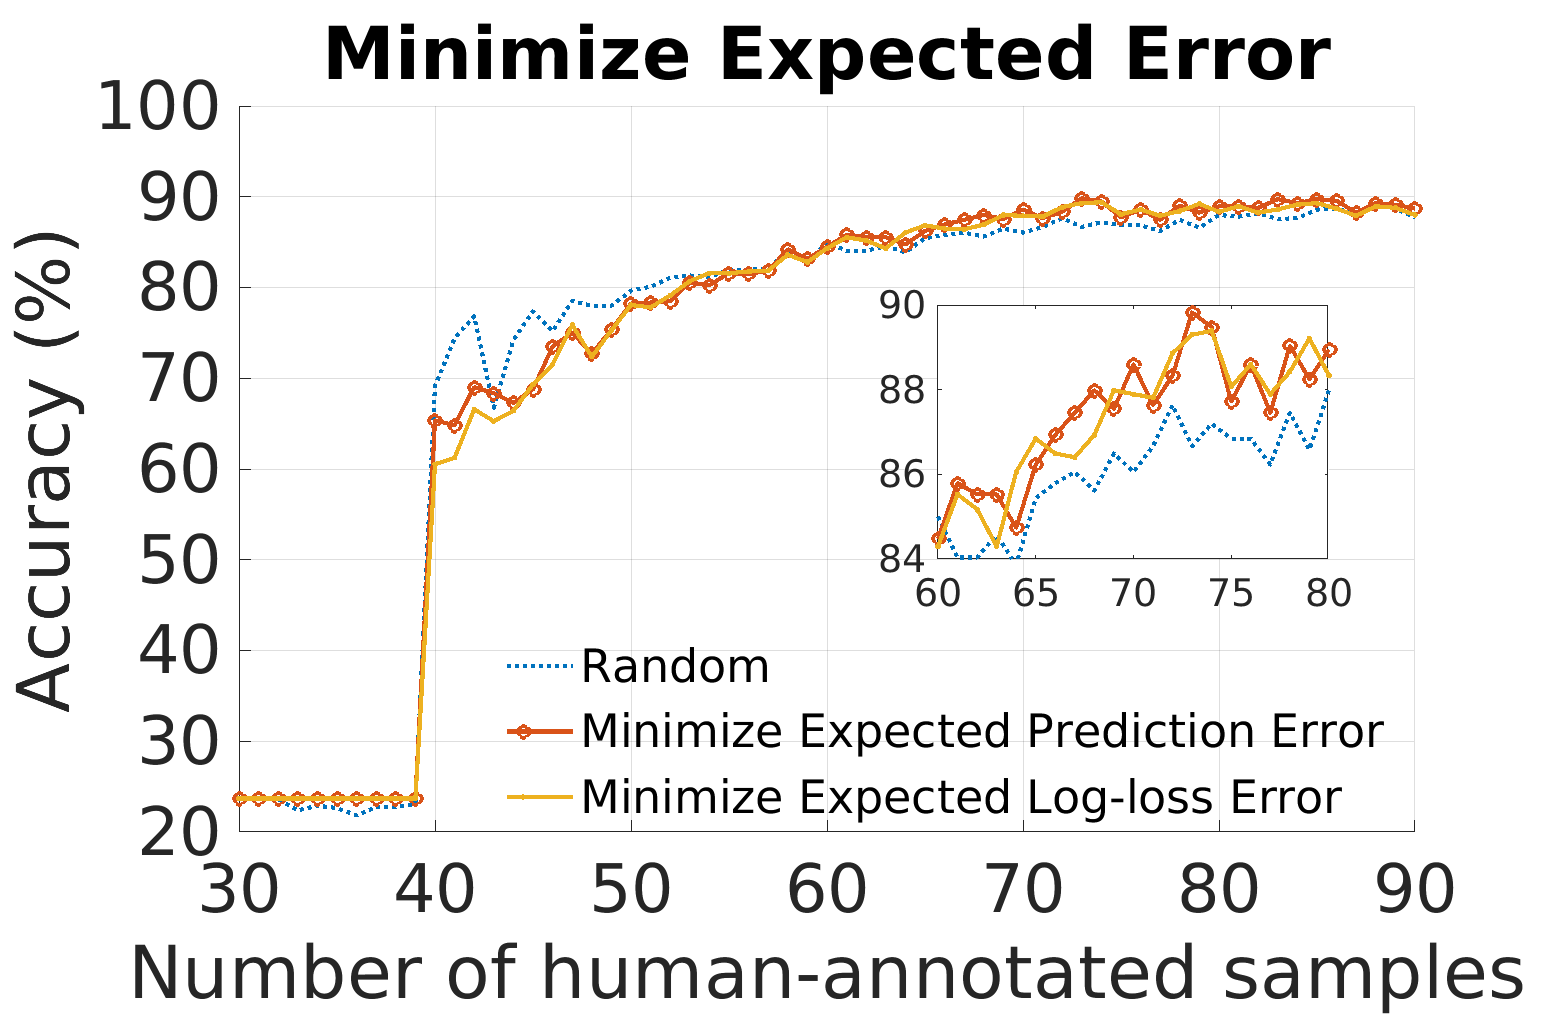 Minimize Expected Error
Accuracy (%)
100
90
80
70
60
50
40
30
20
90
88
86
84
60 65 70 75 80
Random
Minimize Expected Prediction Error
Minimize Expected Log-loss Error
30 40 50 60 70 80 90
Number of human-annotated samples